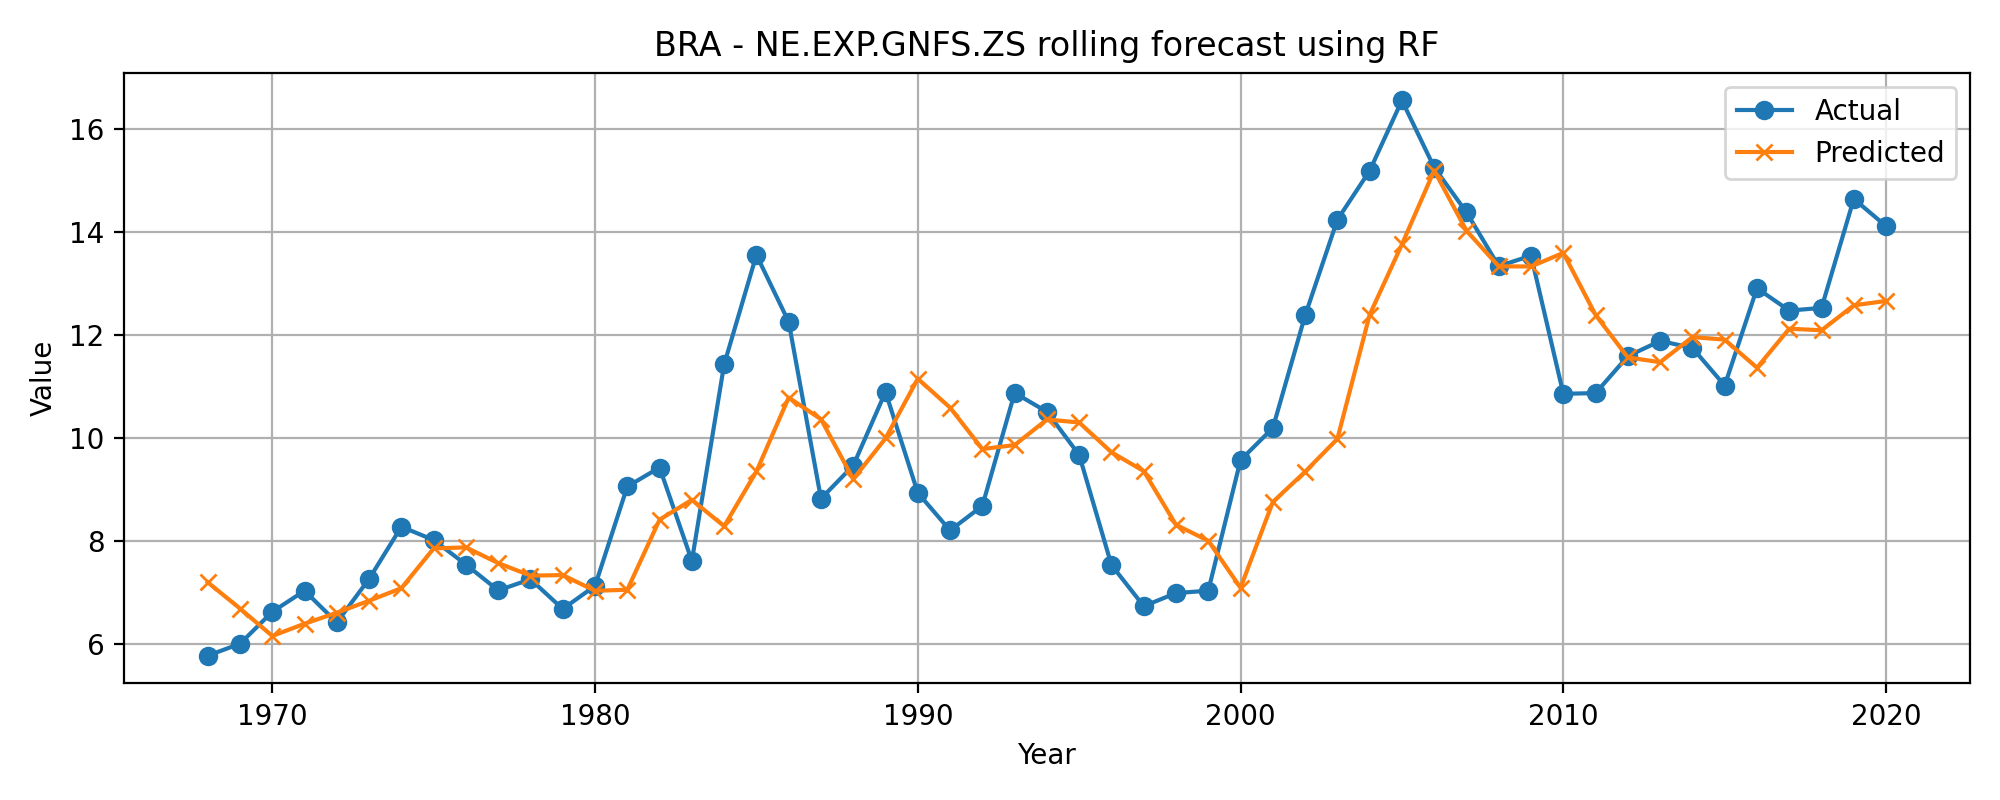 BRA - NE.EXP.GNFS.ZS rolling forecast using RF
Actual
Predicted
Value
16
14
12
10
8
6
1970
1980
1990
2000
2010
2020
Year